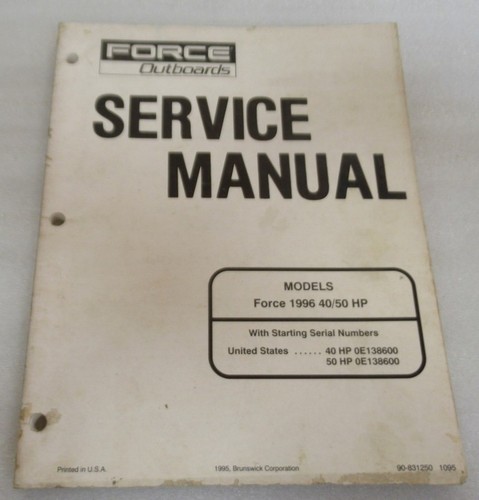 FORCE
Outboards
SERVICE
MANUAL
MODELS
Force 1996 40/50 HP
With Starting Serial Numbers
United States ...... 40 HP 0E138600
50 HP 0E138600
Printed in U.S.A.
1995, Brunswick Corporation
90-831250 1095